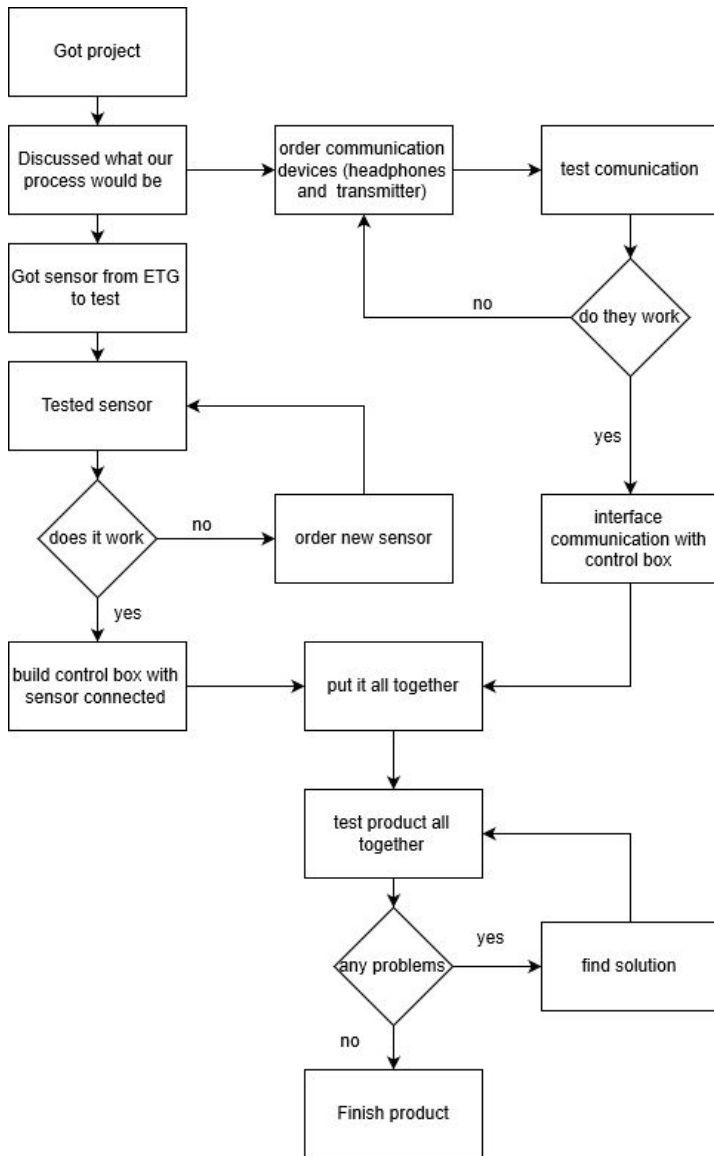 Got project
Discussed what our
process would be
order communication
devices (headphones
and transmitter)
test comunication
Got sensor from ETG
to test
no
do they work
Tested sensor
yes
does it work
no
order new sensor
interface
communication with
control box
yes
build control box with
sensor connected
put it all together
test product all
together
any problems
yes
find solution
no
Finish product